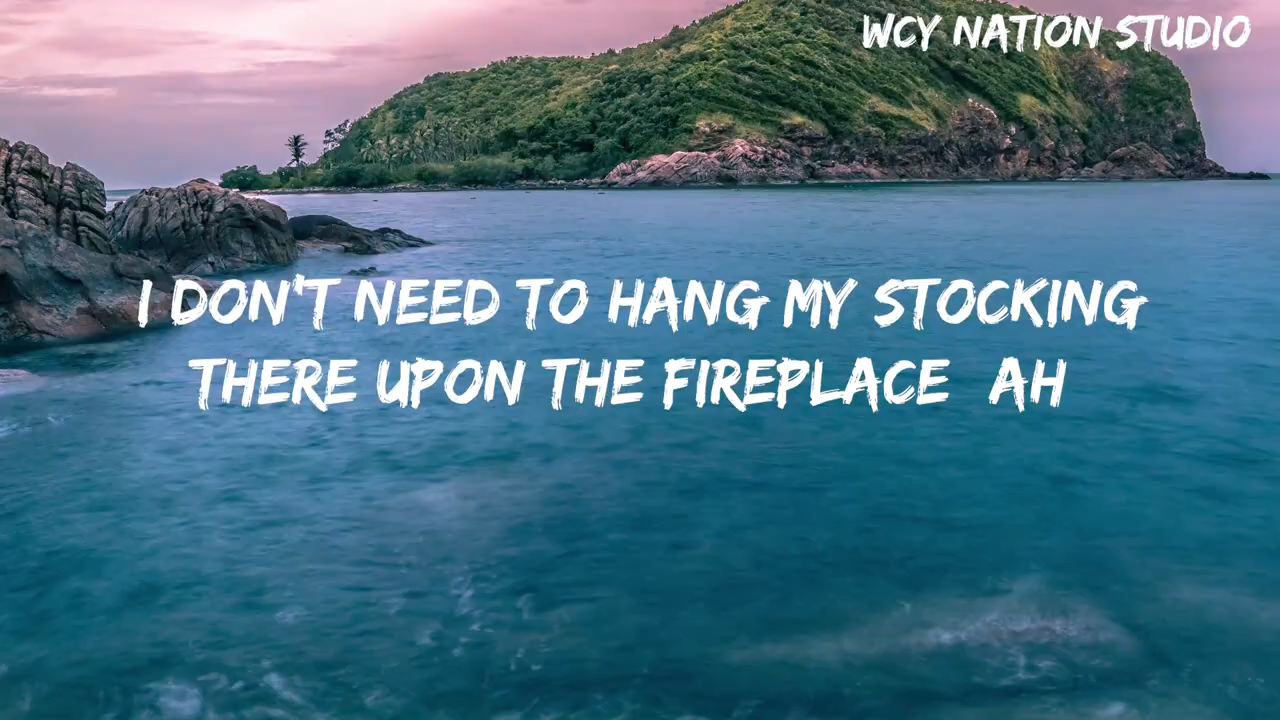 WCY NATION STUDIO
I DON'T NEED TO HANG MY STOCKING
THERE UPON THE FIREPLACE AH